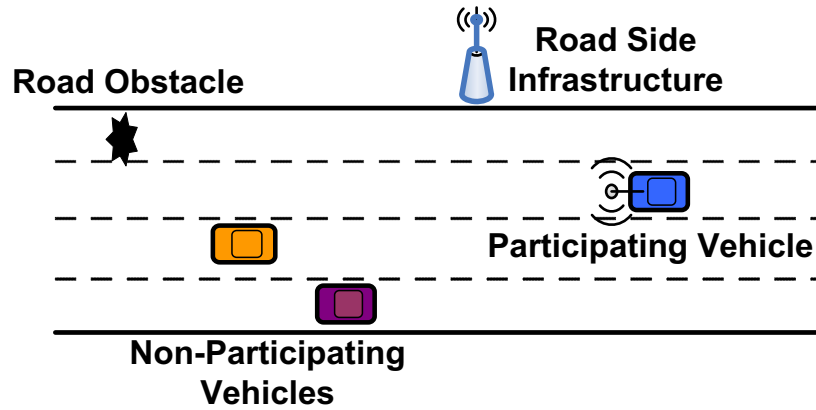 Road Side
Infrastructure
Road Obstacle
Participating Vehicle
Non-Participating
Vehicles